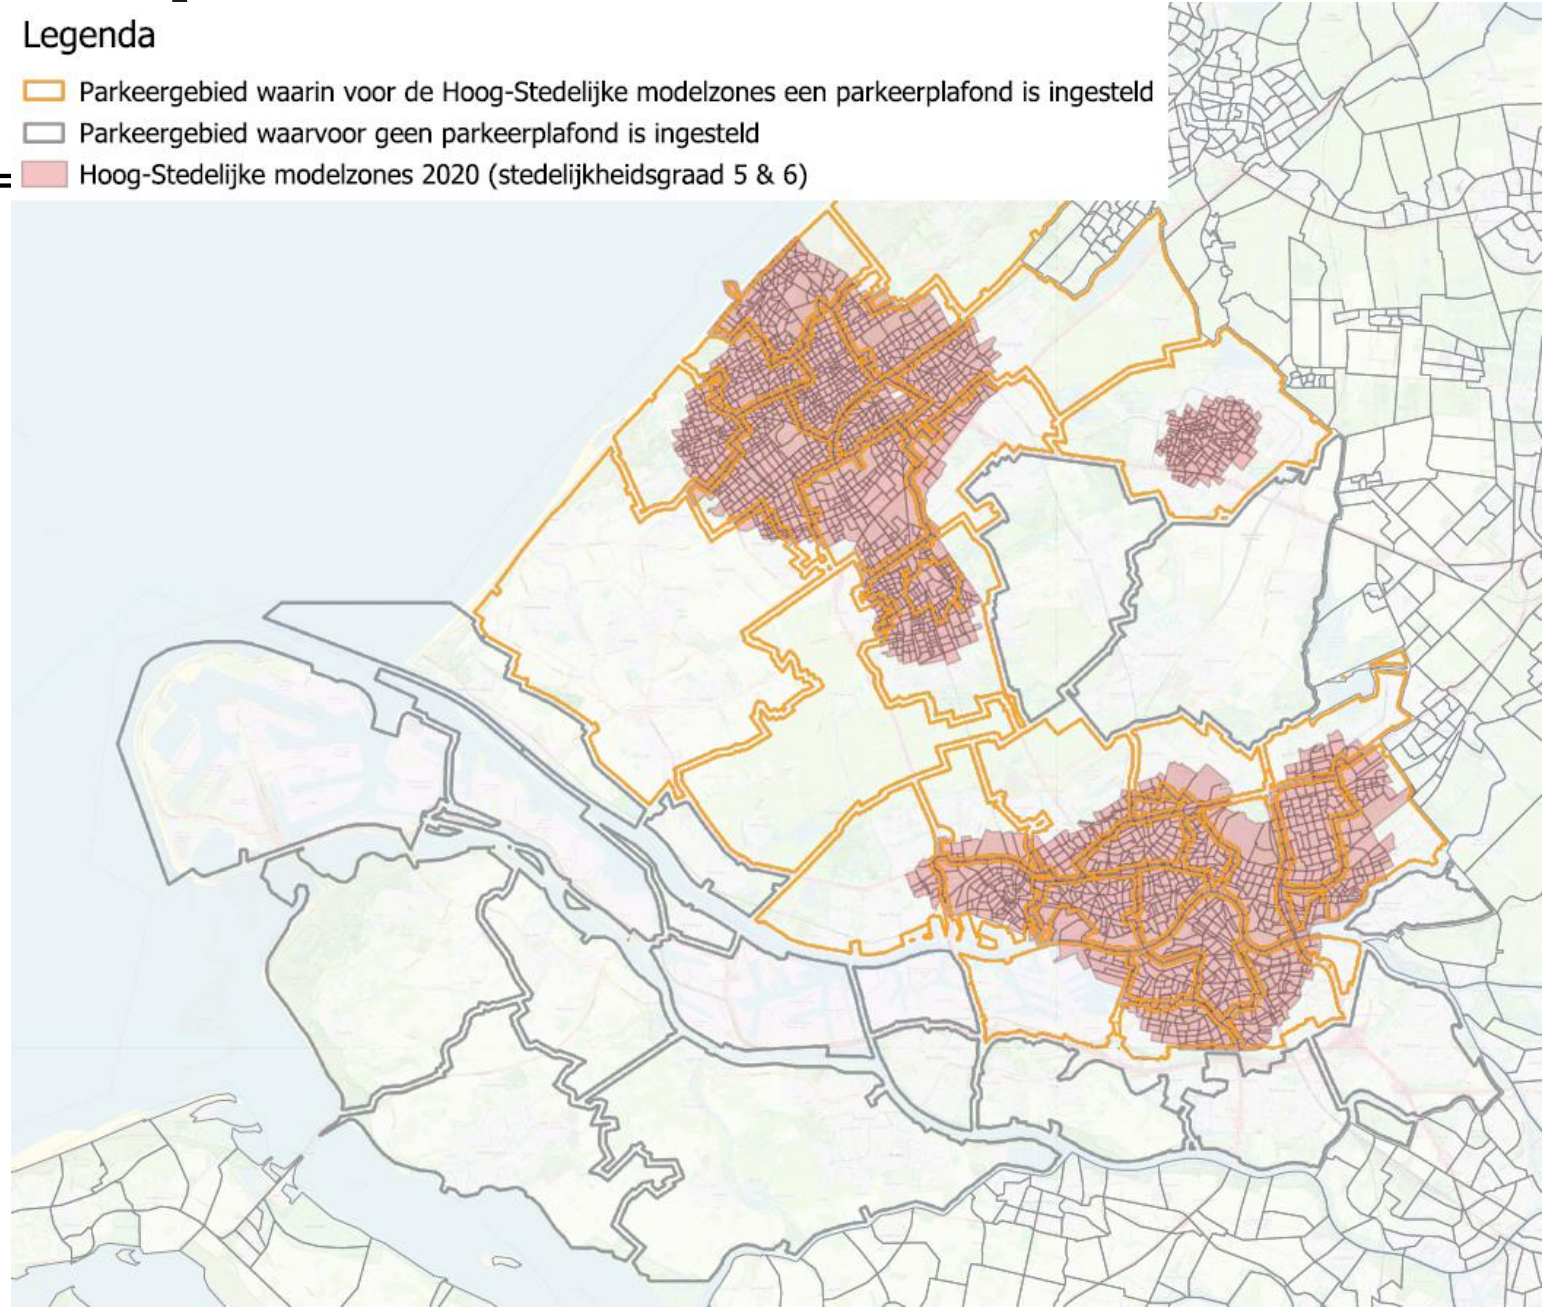 Legenda
Parkeergebied waarin voor de Hoog-Stedelijke modelzones een parkeerplafond is ingesteld
Parkeergebied waarvoor geen parkeerplafond is ingesteld
Hoog-Stedelijke modelzones 2020 (stedelijkheidsgraad 5 & 6)